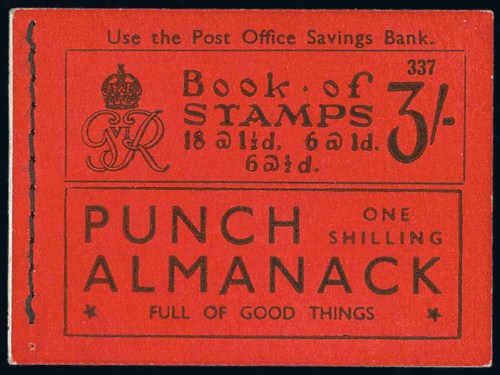 Use the Post Office Savings Bank.
337
GviR
Book · of
STAMPS
3/-
18 @ 1½d. 6 @ 1d.
6 @ ½d.
PUNCH ONE
SHILLING
ALMANACK
★ FULL OF GOOD THINGS ★